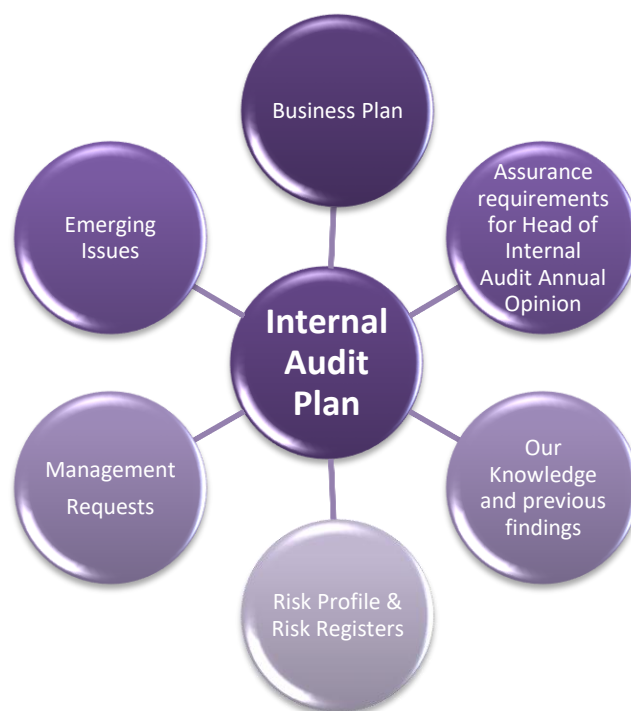 Business Plan
Assurance
requirements
for Head of
Internal
Audit Annual
Opinion
Emerging
Issues
Internal
Audit
Plan
Our
Knowledge
and previous
findings
Management
Requests
Risk Profile &
Risk Registers